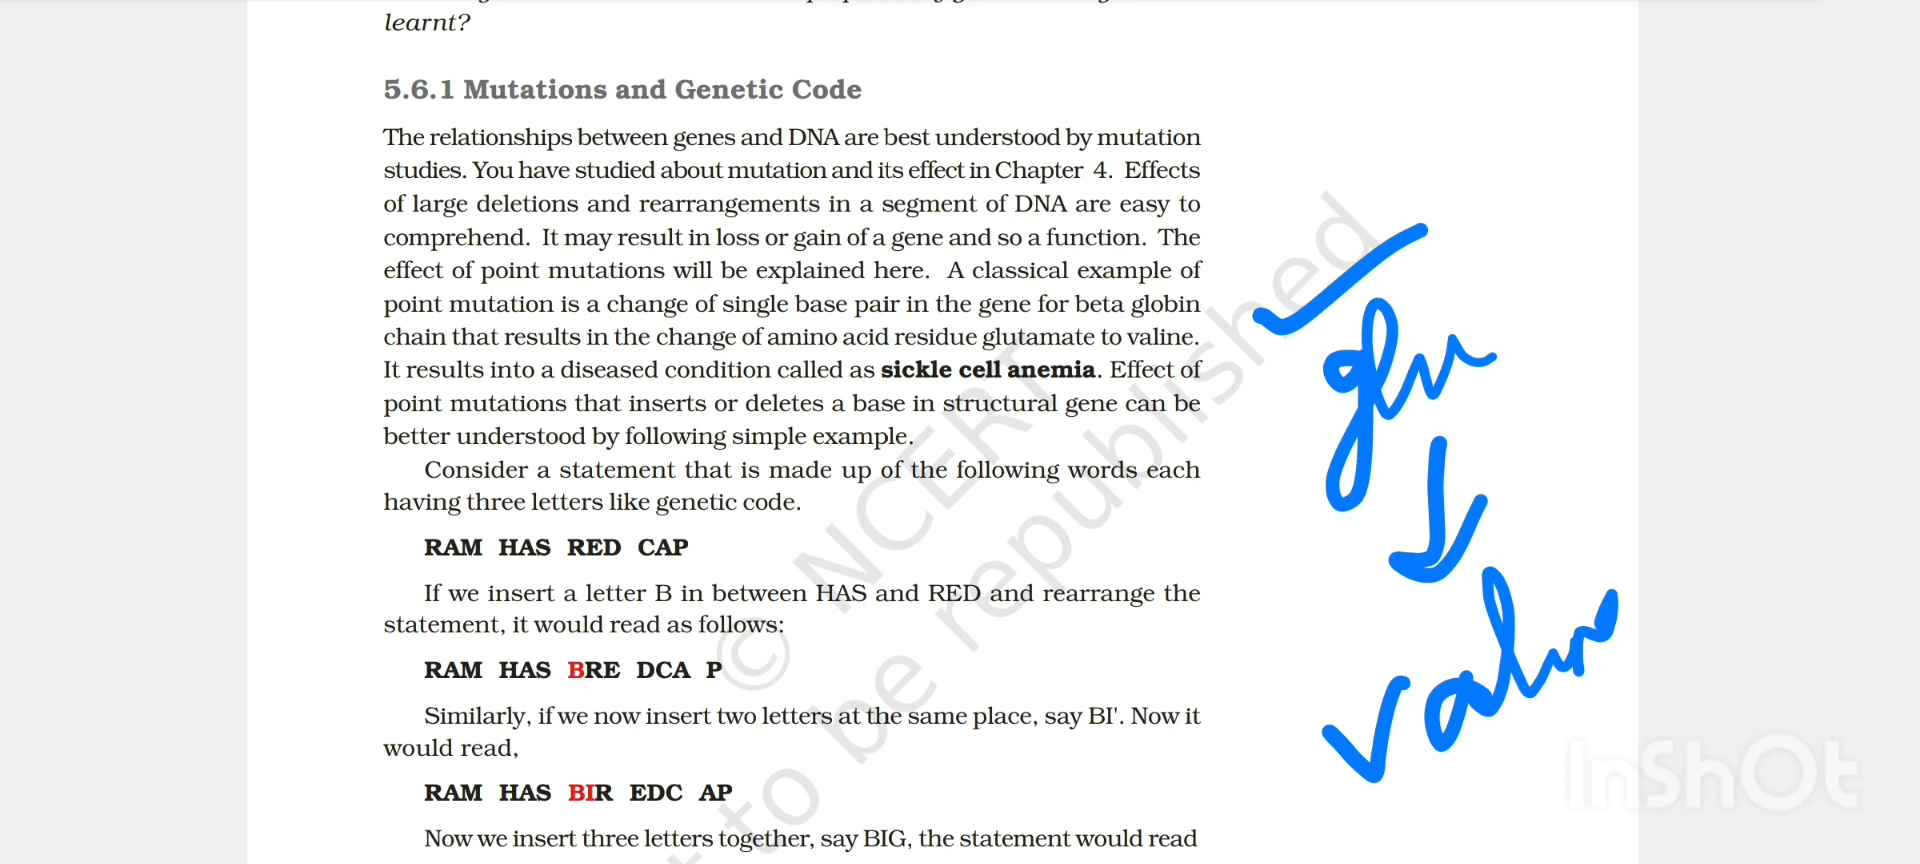 learnt?
5.6.1 Mutations and Genetic Code
The relationships between genes and DNA are best understood by mutation
studies. You have studied about mutation and its effect in Chapter 4. Effects
of large deletions and rearrangements in a segment of DNA are easy to
comprehend. It may result in loss or gain of a gene and so a function. The
effect of point mutations will be explained here. A classical example of
point mutation is a change of single base pair in the gene for beta globin
chain that results in the change of amino acid residue glutamate to valine.
It results into a diseased condition called as sickle cell anemia. Effect of
point mutations that inserts or deletes a base in structural gene can be
better understood by following simple example.
Consider a statement that is made up of the following words each
having three letters like genetic code.
RAM HAS RED CAP
If we insert a letter B in between HAS and RED and rearrange the
statement, it would read as follows:
RAM HAS BRE DCA P
Similarly, if we now insert two letters at the same place, say BI'. Now it
would read,
RAM HAS BIR EDC AP
Now we insert three letters together, say BIG, the statement would read
glu
© NCERT
to be republished
InShOt